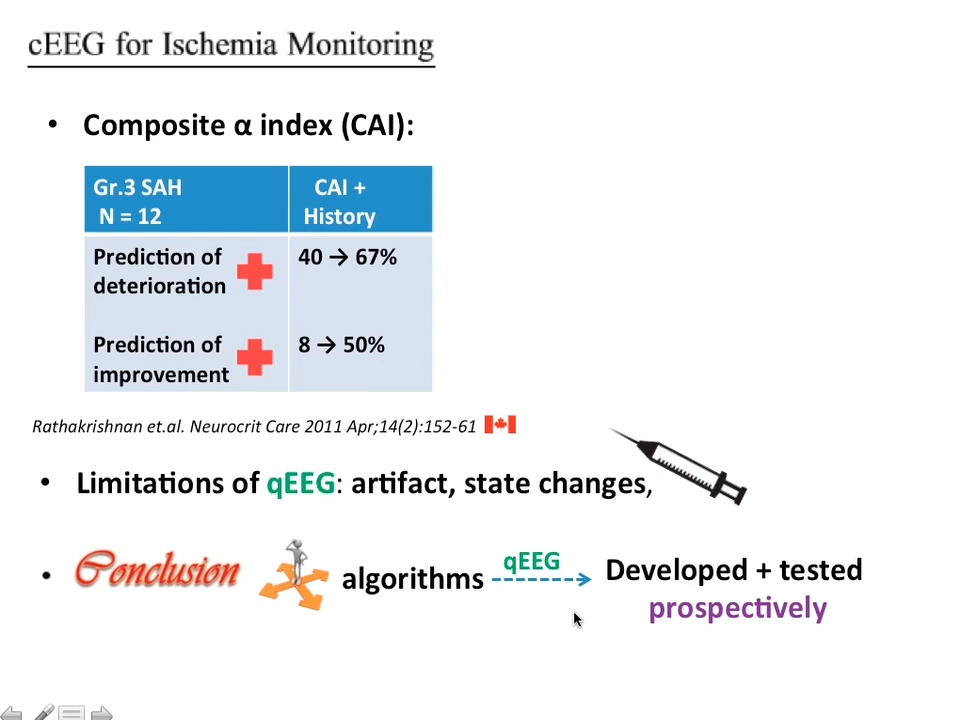 cEEG for Ischemia Monitoring
• Composite α index (CAI):
Gr.3 SAH
N = 12
CAI +
History
Prediction of
deterioration
40 → 67%
Prediction of
improvement
8 → 50%
Rathakrishnan et.al. Neurocrit Care 2011 Apr;14(2):152-61
• Limitations of qEEG: artifact, state changes,
• Conclusion algorithms qEEG Developed + tested
prospectively